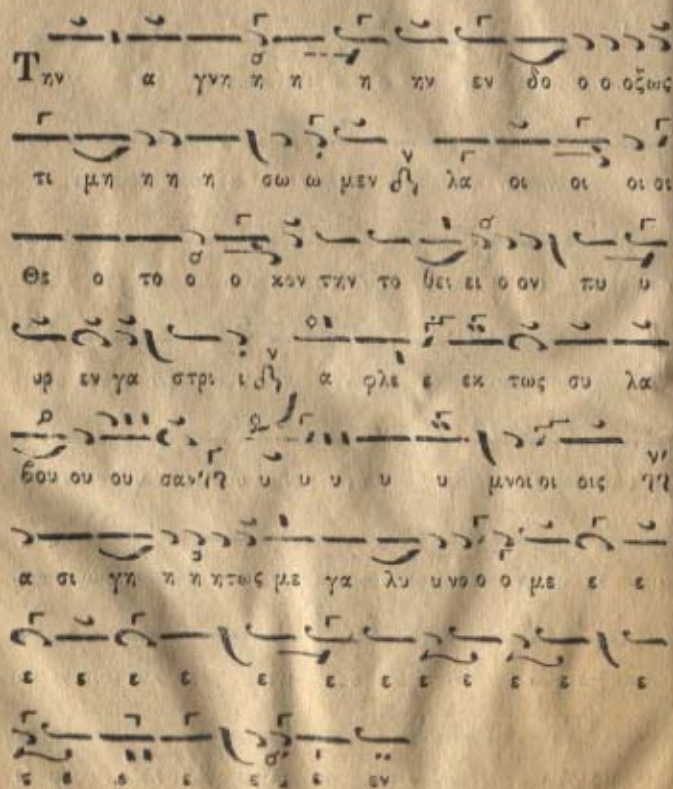 Την α γνη η η η ην εν δο ο ο οξως
τι μη η η η σω ω μεν λα οι οι οι οι
Θε ο το ο ο κον την το θει ει ο ον πυ υ
υρ εν γα στρι ι α φλε ε εκ τως συ λα
βου ου ου σαν υ υ υ υ υ μνοι οι οις
α σι γη η η ητως με γα λυ υ νο ο ο με ε ε
ε ε ε ε ε ε ε ε ε ε ε ε
ε ε ε ε ε ε ε εν